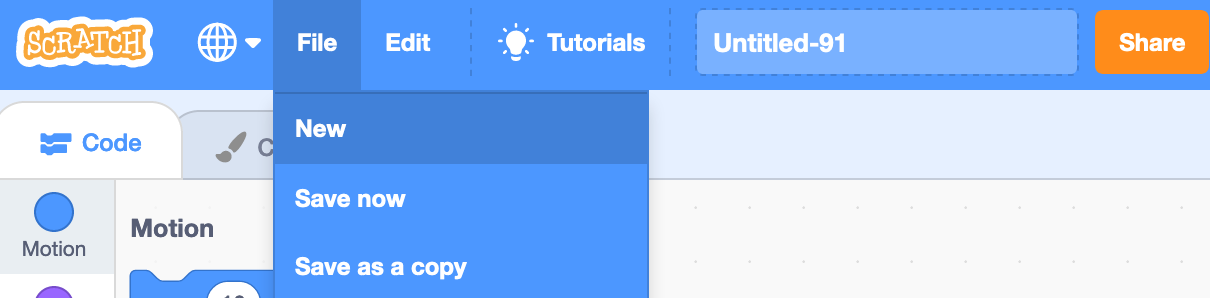 SCRATCH File Edit Tutorials Untitled-91 Share
Code
New
Motion
Save now
Motion
Save as a copy